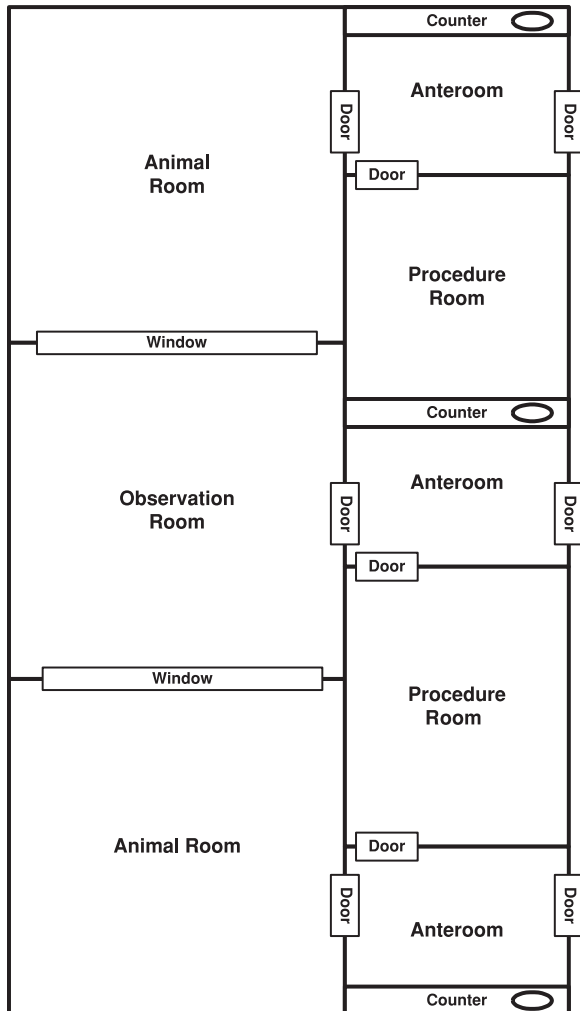 Counter
Anteroom
Door
Door
Animal
Room
Door
Procedure
Room
Window
Counter
Anteroom
Observation
Room
Door
Door
Door
Window
Procedure
Room
Animal Room
Door
Door
Door
Anteroom
Counter